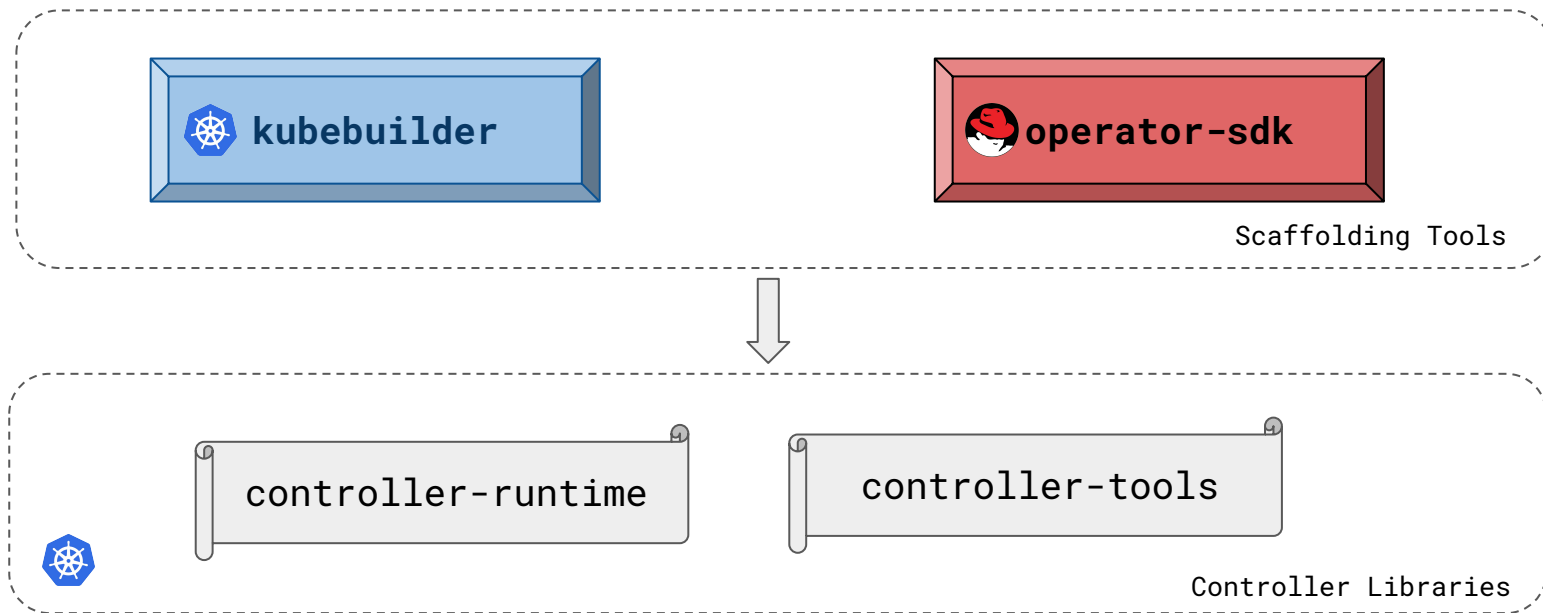 kubebuilder
operator-sdk
Scaffolding Tools
controller-runtime
controller-tools
Controller Libraries